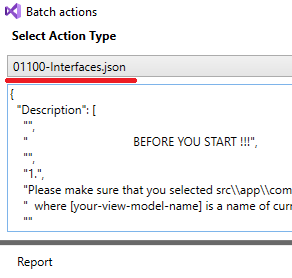 Batch actions
Select Action Type
01100-Interfaces.json
{
"Description": [
"",
" BEFORE YOU START !!!",
"",
"1.",
"Please make sure that you selected src\\app\\com
" where [your-view-model-name] is a name of curr
""
Report